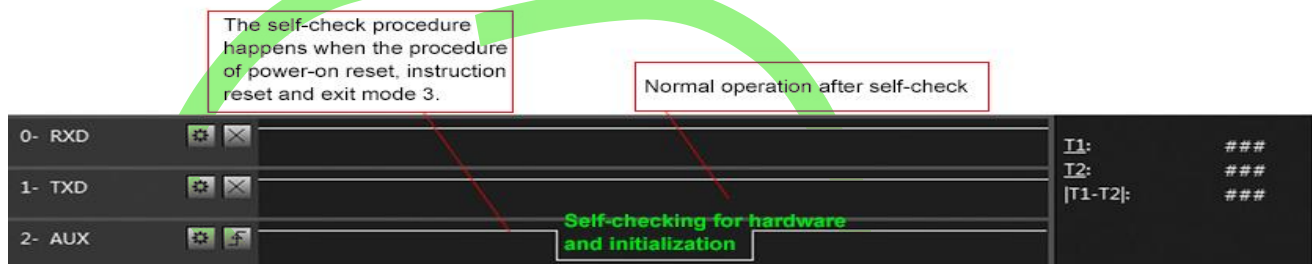 The self-check procedure
happens when the procedure
of power-on reset, instruction
reset and exit mode 3.
Normal operation after self-check
0- RXD
1- TXD
2- AUX
Self-checking for hardware
and initialization
T1: ###
T2: ###
|T1-T2|: ###